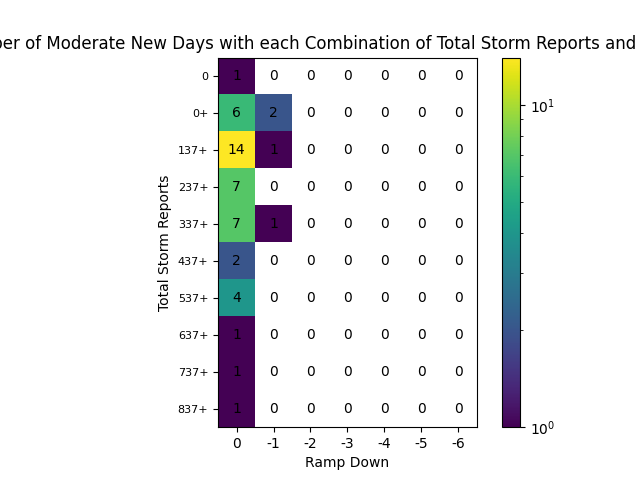 of Moderate New Days with each Combination of Total Storm Reports and
0 1 0 0 0 0 0 0
0+ 6 2 0 0 0 0 0
137+ 14 1 0 0 0 0 0
237+ 7 0 0 0 0 0 0
337+ 7 1 0 0 0 0 0
437+ 2 0 0 0 0 0 0
537+ 4 0 0 0 0 0 0
637+ 1 0 0 0 0 0 0
737+ 1 0 0 0 0 0 0
837+ 1 0 0 0 0 0 0
0 -1 -2 -3 -4 -5 -6
Ramp Down
Total Storm Reports
10¹
10⁰